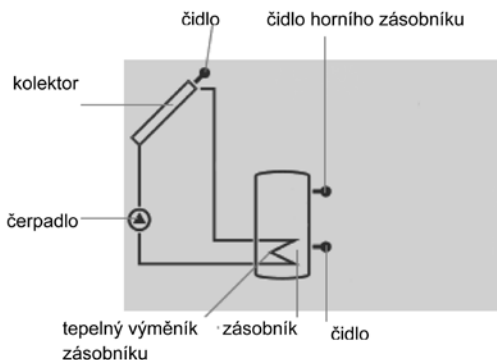 čidlo
čidlo horního zásobníku
kolektor
čerpadlo
tepelný výměník
zásobníku
zásobník
čidlo